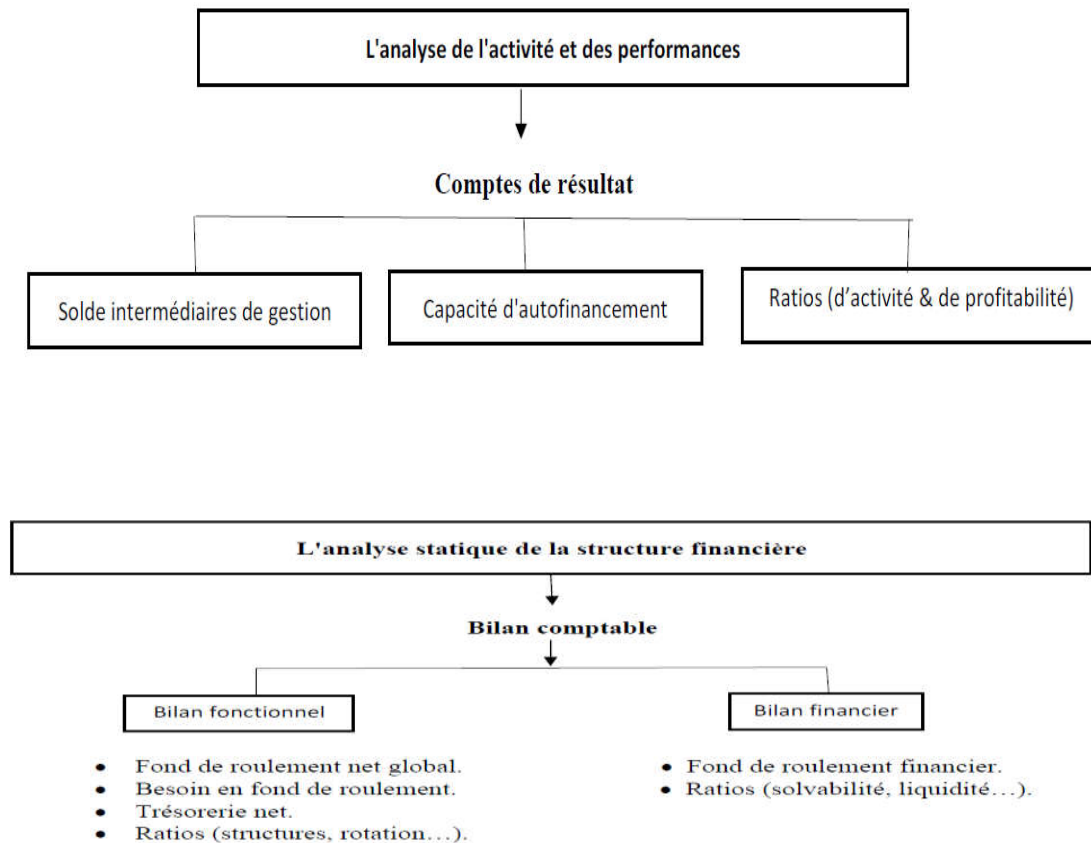 L'analyse de l'activité et des performances
Comptes de résultat
Solde intermédiaires de gestion
Capacité d'autofinancement
Ratios (d'activité & de profitabilité)
L'analyse statique de la structure financière
Bilan comptable
Bilan fonctionnel
Bilan financier
• Fond de roulement net global.
• Besoin en fond de roulement.
• Trésorerie net.
• Ratios (structures, rotation…).
• Fond de roulement financier.
• Ratios (solvabilité, liquidité…).